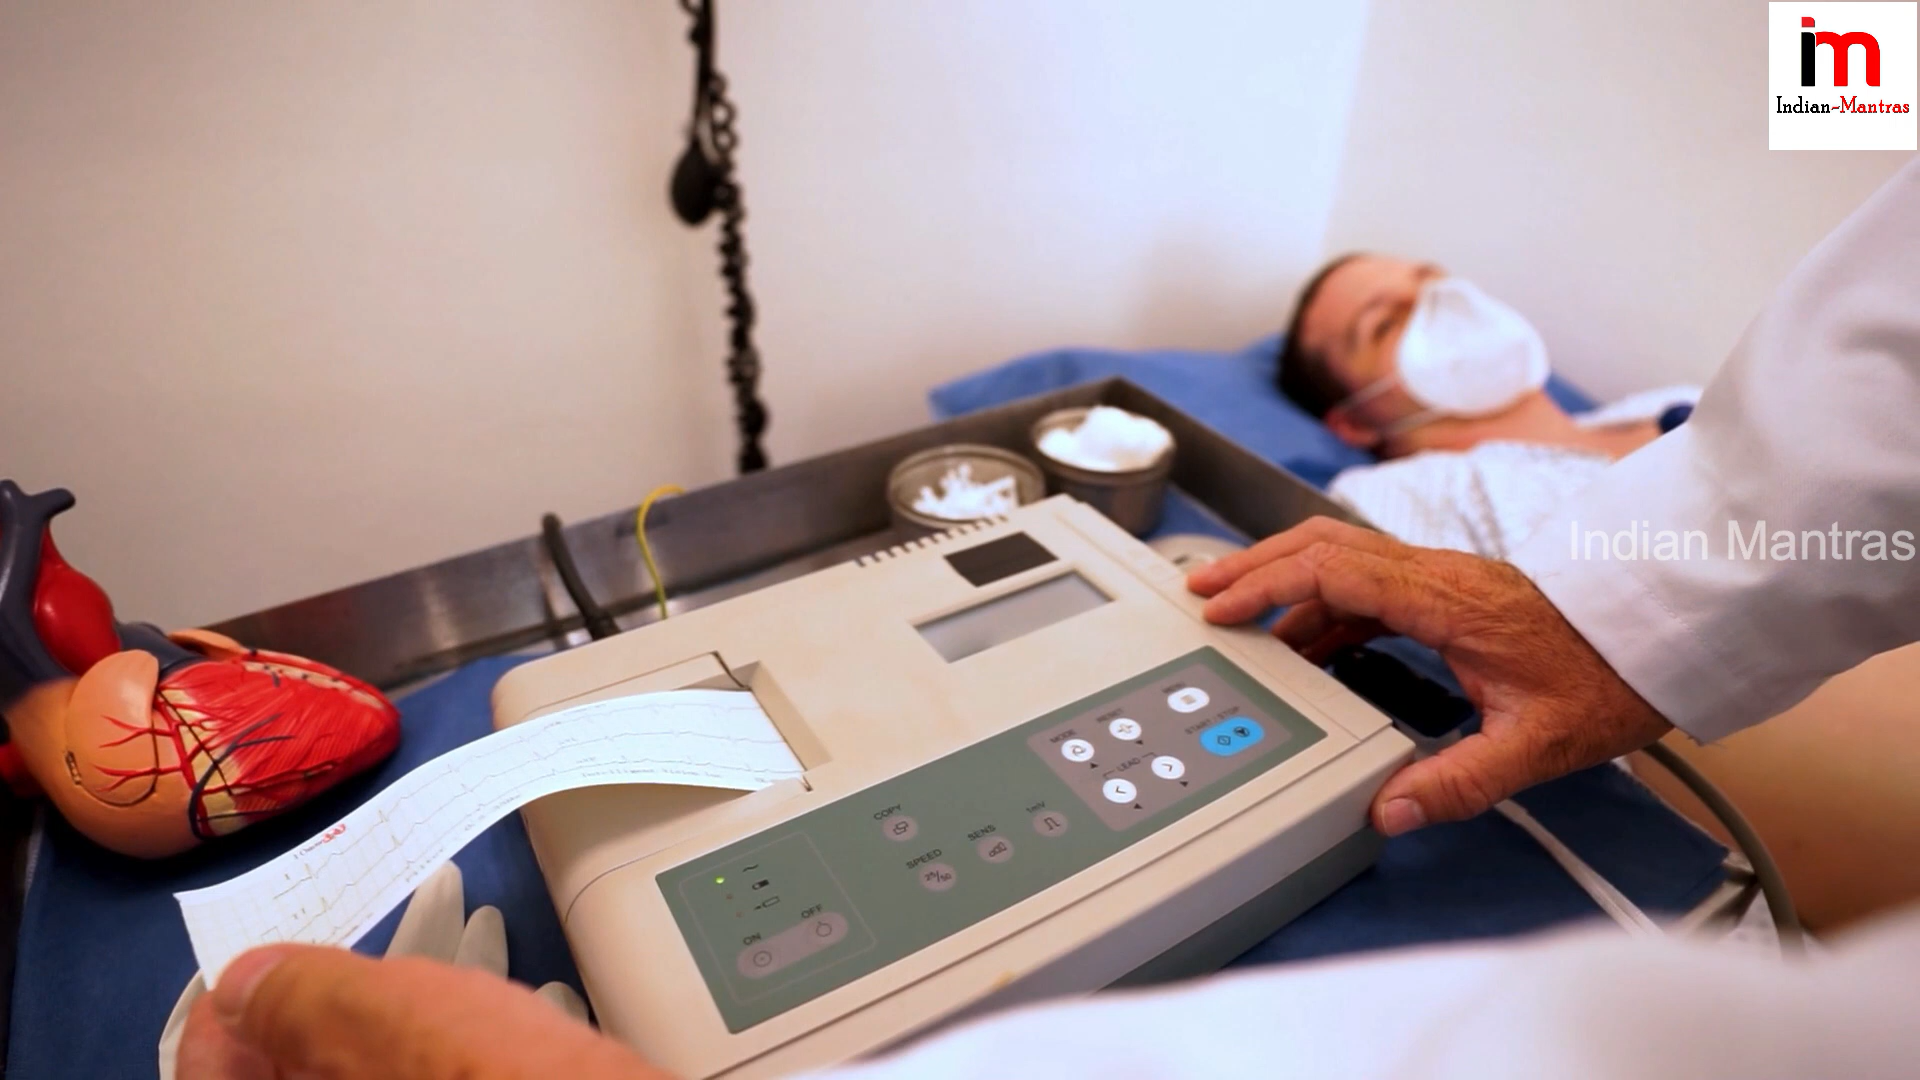 im
Indian-Mantras
Indian Mantras
MENU
RESET
MODE
START / STOP
LEAD
1mV
COPY
SENS
SPEED
25/50
OFF
ON